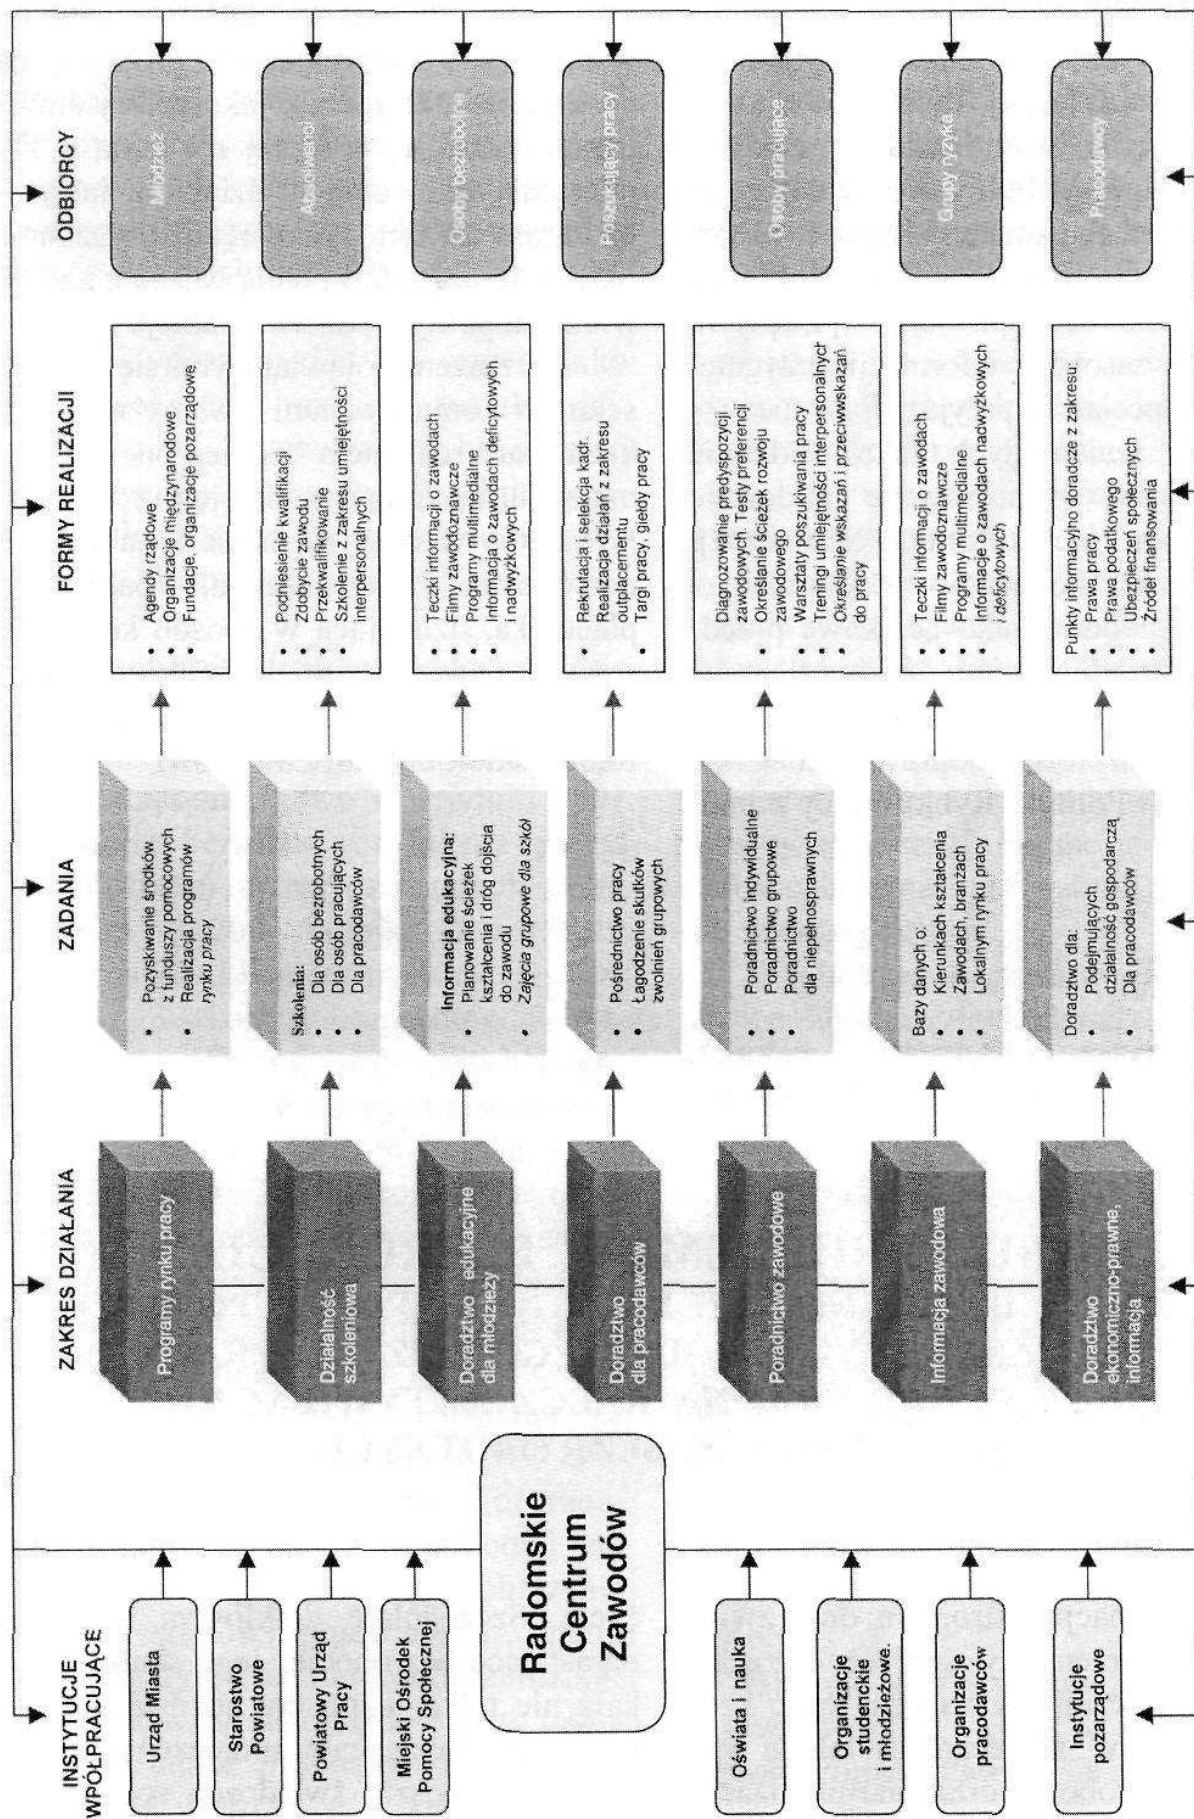 INSTYTUCJE
WPÓŁPRACUJĄCE
Urząd Miasta
Starostwo
Powiatowe
Powiatowy Urząd
Pracy
Miejski Ośrodek
Pomocy Społecznej
Radomskie
Centrum
Zawodów
Oświata i nauka
Organizacje
studenckie
i młodzieżowe.
Organizacje
pracodawców
Instytucje
pozarządowe
ZAKRES DZIAŁANIA
Programy rynku pracy
Działalność
szkoleniowa
Doradztwo edukacyjne
dla młodzieży
Doradztwo
dla pracodawców
Poradnictwo zawodowe
Informacja zawodowa
Doradztwo
ekonomiczno-prawne,
informacja
ZADANIA
• Pozyskiwanie środków
z funduszy pomocowych
• Realizacja programów
rynku pracy
Szkolenia:
• Dla osób bezrobotnych
• Dla osób pracujących
• Dla pracodawców
Informacja edukacyjna:
• Planowanie ścieżek
kształcenia i dróg dojścia
do zawodu
• Zajęcia grupowe dla szkół
• Pośrednictwo pracy
• Łagodzenie skutków
zwolnień grupowych
• Poradnictwo indywidualne
• Poradnictwo grupowe
• Poradnictwo
dla niepełnosprawnych
Bazy danych o:
• Kierunkach kształcenia
• Zawodach, branżach
• Lokalnym rynku pracy
Doradztwo dla:
• Podejmujących
działalność gospodarczą
• Dla pracodawców
FORMY REALIZACJI
• Agendy rządowe
• Organizacje międzynarodowe
• Fundacje, organizacje pozarządowe
• Podniesienie kwalifikacji
• Zdobycie zawodu
• Przekwalifikowanie
• Szkolenie z zakresu umiejętności
interpersonalnych
• Teczki informacji o zawodach
• Filmy zawodoznawcze
• Programy multimedialne
• Informacja o zawodach deficytowych
i nadwyżkowych
• Rekrutacja i selekcja kadr
• Realizacja działań z zakresu
outplacementu
• Targi pracy, giełdy pracy
Diagnozowanie predyspozycji
zawodowych. Testy preferencji
• Określanie ścieżek rozwoju
zawodowego
• Warsztaty poszukiwania pracy
• Treningi umiejętności interpersonalnych
• Określanie wskazań i przeciwwskazań
do pracy
• Teczki informacji o zawodach
• Filmy zawodoznawcze
• Programy multimedialne
• Informacje o zawodach nadwyżkowych
i deficytowych
Punkty informacyjno doradcze z zakresu:
• Prawa pracy
• Prawa podatkowego
• Ubezpieczeń społecznych
• Źródeł finansowania
ODBIORCY
Młodzież
Absolwenci
Osoby bezrobotne
Poszukujący pracy
Osoby pracujące
Grupy ryzyka
Pracodawcy